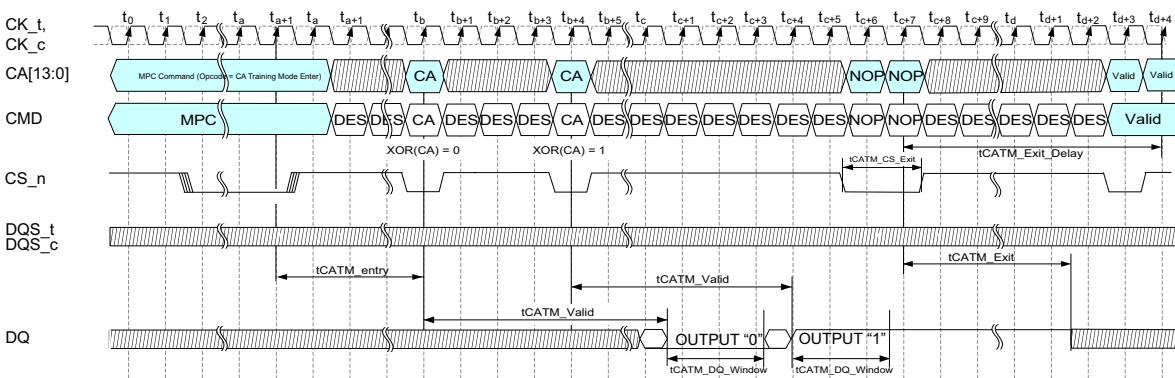 t0 t1 t2 ta ta+1 ta ta+1 tb tb+1 tb+2 tb+3 tb+4 tb+5 tc tc+1 tc+2 tc+3 tc+4 tc+5 tc+6 tc+7 tc+8 tc+9 td td+1 td+2 td+3 td+4
CK_t,
CK_c
CA[13:0] MPC Command (Opcode = CA Training Mode Enter) CA CA NOP NOP Valid Valid
CMD MPC DES DES CA DES DES DES CA DES DES DES DES DES DES DES NOP NOP DES DES DES DES DES Valid
XOR(CA) = 0 XOR(CA) = 1 tCATM_CS_Exit tCATM_Exit_Delay
CS_n
DQS_t
DQS_c
tCATM_entry tCATM_Valid tCATM_Exit
tCATM_Valid
DQ OUTPUT “0” OUTPUT “1”
tCATM_DQ_Window tCATM_DQ_Window